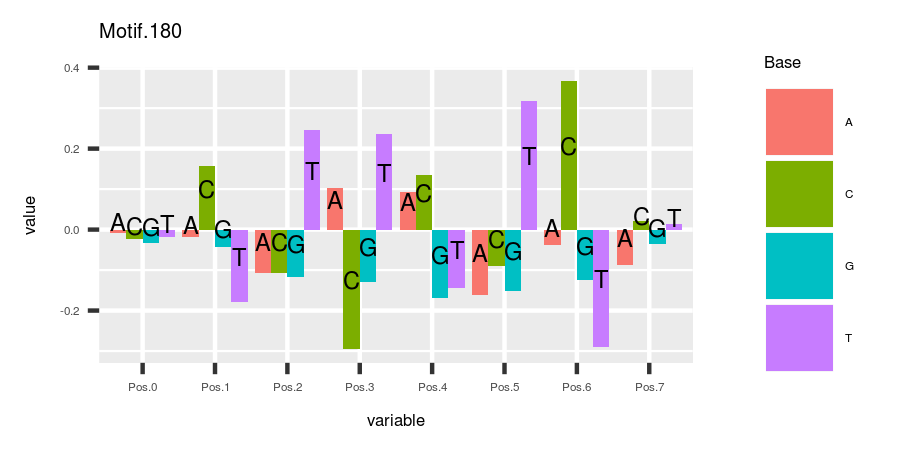 Motif.180
Base
0.4
0.2
0.0
-0.2
value
A C G T A C G T A C G T A C G T A C G T A C G T A C G T A C G T
Pos.0 Pos.1 Pos.2 Pos.3 Pos.4 Pos.5 Pos.6 Pos.7
variable
A
C
G
T